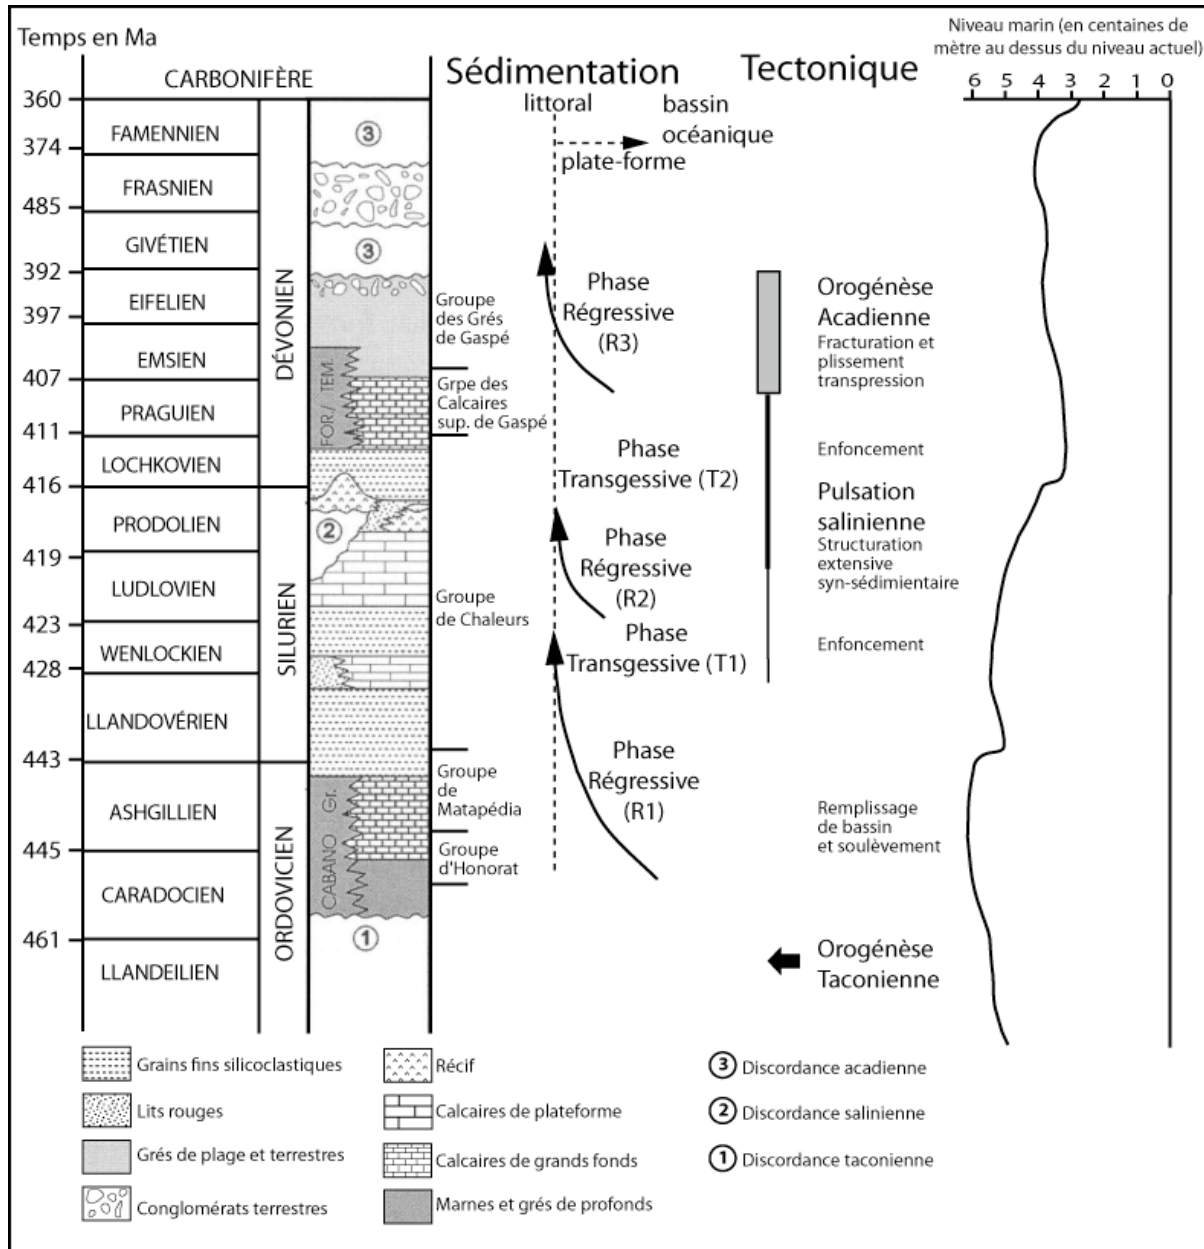 Temps en Ma
CARBONIFÈRE
Sédimentation
Tectonique
Niveau marin (en centaines de
mètre au dessus du niveau actuel)
6 5 4 3 2 1 0
littoral
bassin
océanique
plate-forme
360
374
485
392
397
407
411
416
419
423
428
443
445
461
FAMENNIEN
FRASNIEN
GIVÉTIEN
EIFELIEN
EMSIEN
PRAGUIEN
LOCHKOVIEN
PRODOLIEN
LUDLOVIEN
WENLOCKIEN
LLANDOVÉRIEN
ASHGILLIEN
CARADOCIEN
LLANDEILIEN
DÉVONIEN
SILURIEN
ORDOVICIEN
3
3
FOR./ TEM.
2
CABANO Gr.
1
Groupe
des Grés
de Gaspé
Grpe des
Calcaires
sup. de Gaspé
Groupe
de Chaleurs
Groupe
de
Matapédia
Groupe
d'Honorat
Phase
Régressive
(R3)
Phase
Transgessive (T2)
Phase
Régressive
(R2)
Phase
Transgessive (T1)
Phase
Régressive
(R1)
Orogénèse
Acadienne
Fracturation et
plissement
transpression
Enfoncement
Pulsation
salinienne
Structuration
extensive
syn-sédimientaire
Enfoncement
Remplissage
de bassin
et soulèvement
Orogénèse
Taconienne
Grains fins silicoclastiques
Lits rouges
Grés de plage et terrestres
Conglomérats terrestres
Récif
Calcaires de plateforme
Calcaires de grands fonds
Marnes et grés de profonds
3 Discordance acadienne
2 Discordance salinienne
1 Discordance taconienne